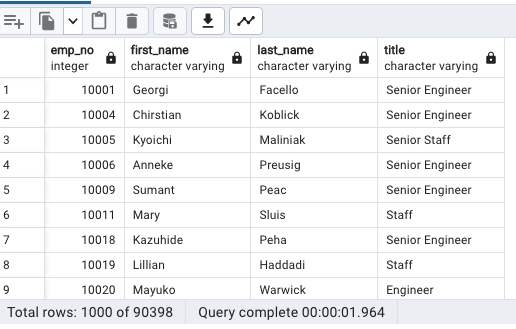 emp_no integer first_name character varying last_name character varying title character varying
1 10001 Georgi Facello Senior Engineer
2 10004 Chirstian Koblick Senior Engineer
3 10005 Kyoichi Maliniak Senior Staff
4 10006 Anneke Preusig Senior Engineer
5 10009 Sumant Peac Senior Engineer
6 10011 Mary Sluis Staff
7 10018 Kazuhide Peha Senior Engineer
8 10019 Lillian Haddadi Staff
9 10020 Mayuko Warwick Engineer
Total rows: 1000 of 90398 Query complete 00:00:01.964